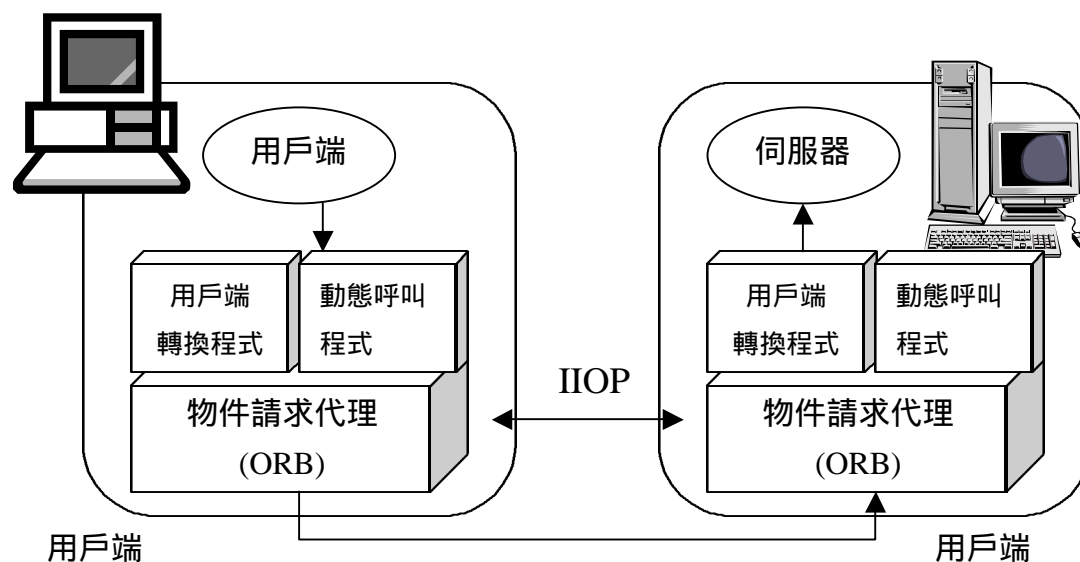 用戶端
用戶端
轉換程式
動態呼叫
程式
物件請求代理
(ORB)
用戶端
IIOP
伺服器
用戶端
轉換程式
動態呼叫
程式
物件請求代理
(ORB)
用戶端